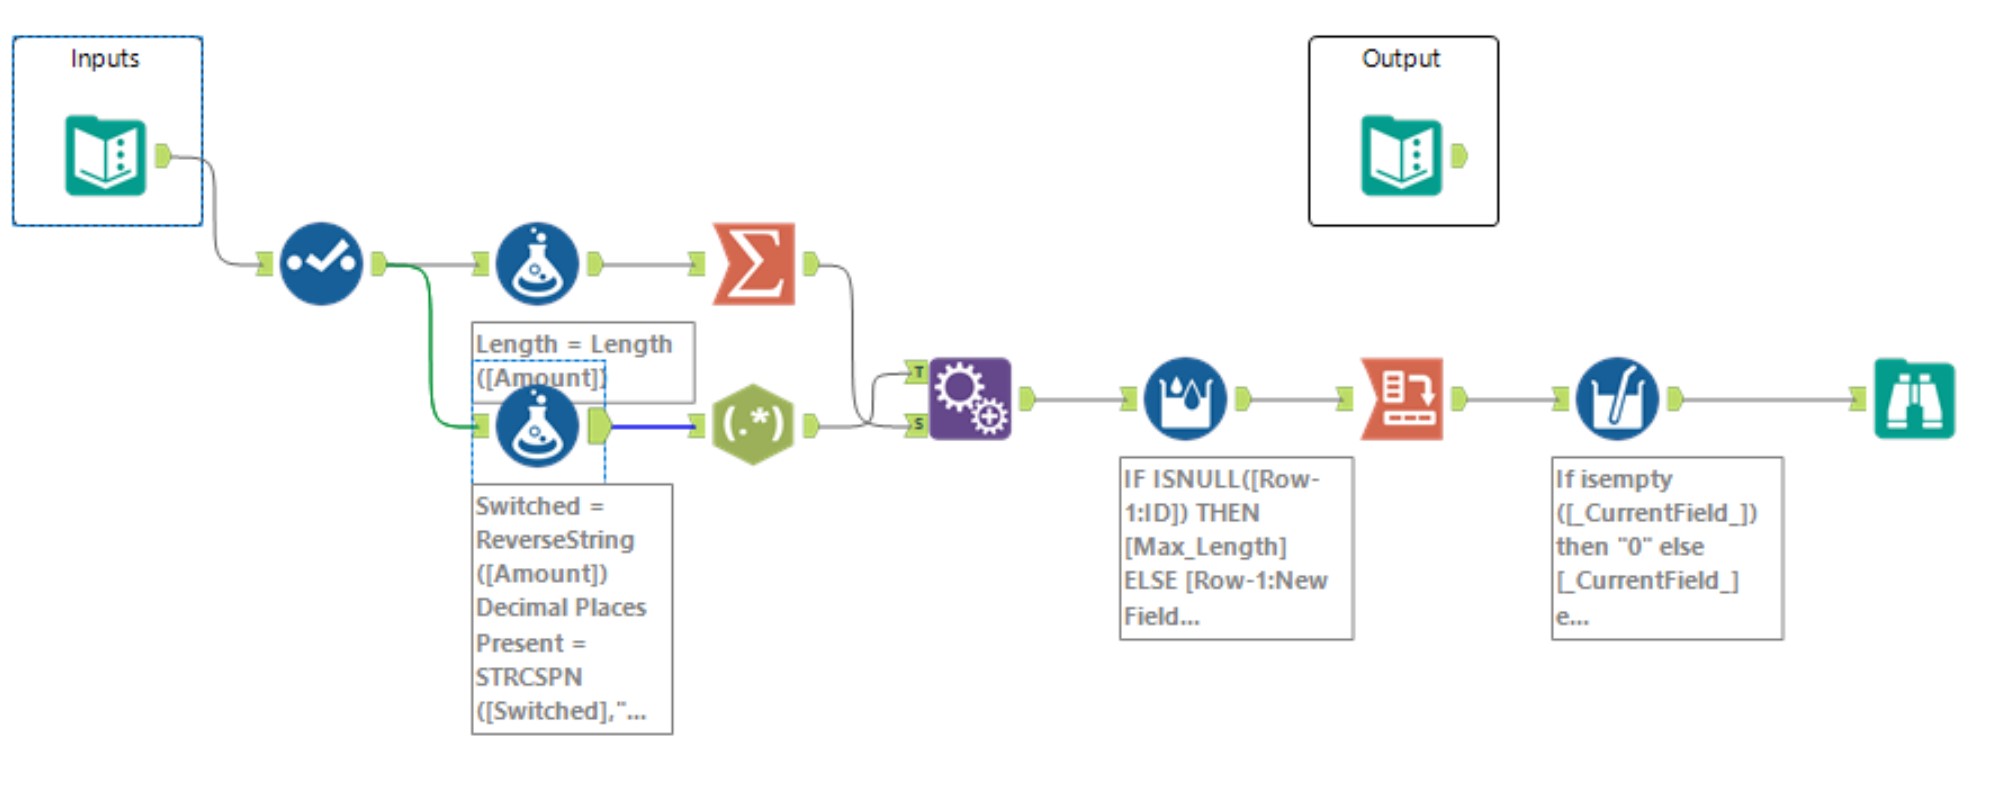 Inputs
Output
Length = Length
([Amount])
T
S
(.*)
Switched =
ReverseString
([Amount])
Decimal Places
Present =
STRCSPN
([Switched],"...
IF ISNULL([Row-
1:ID]) THEN
[Max_Length]
ELSE [Row-1:New
Field...
If isempty
([_CurrentField_])
then "0" else
[_CurrentField_]
e...